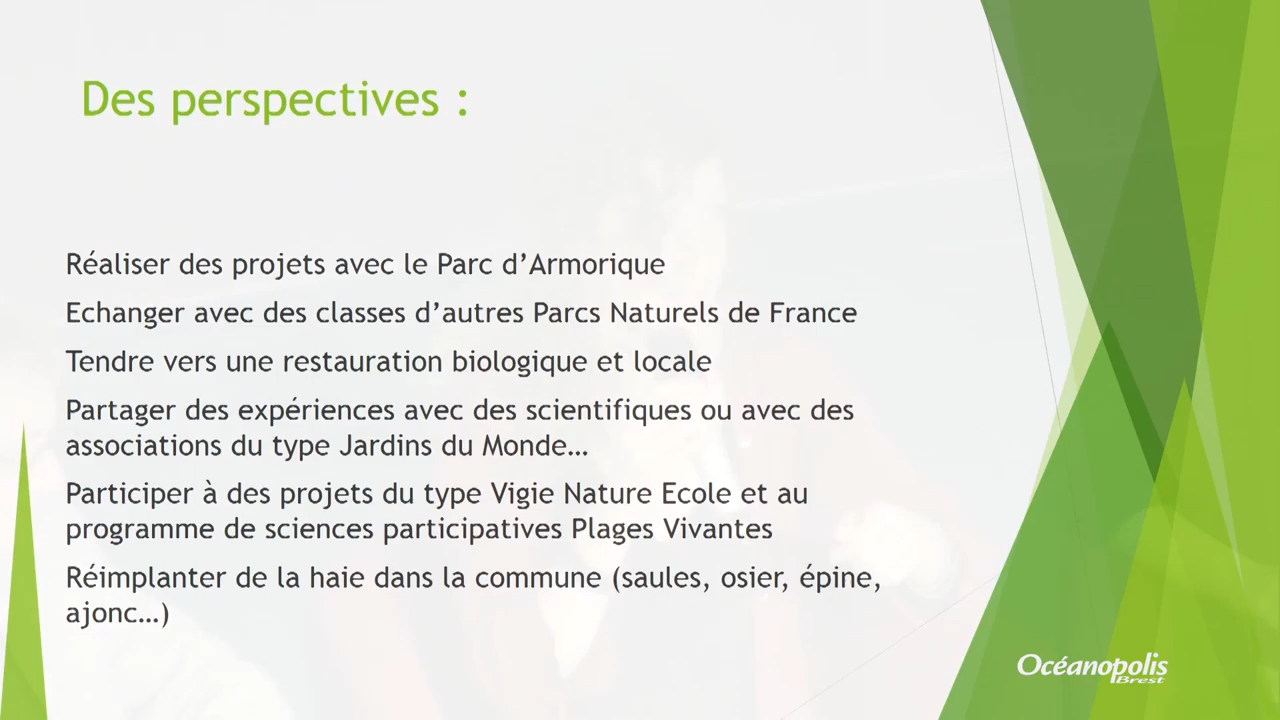 Des perspectives :
Réaliser des projets avec le Parc d’Armorique
Echanger avec des classes d’autres Parcs Naturels de France
Tendre vers une restauration biologique et locale
Partager des expériences avec des scientifiques ou avec des
associations du type Jardins du Monde…
Participer à des projets du type Vigie Nature Ecole et au
programme de sciences participatives Plages Vivantes
Réimplanter de la haie dans la commune (saules, osier, épine,
ajonc…)
Océanopolis
Brest